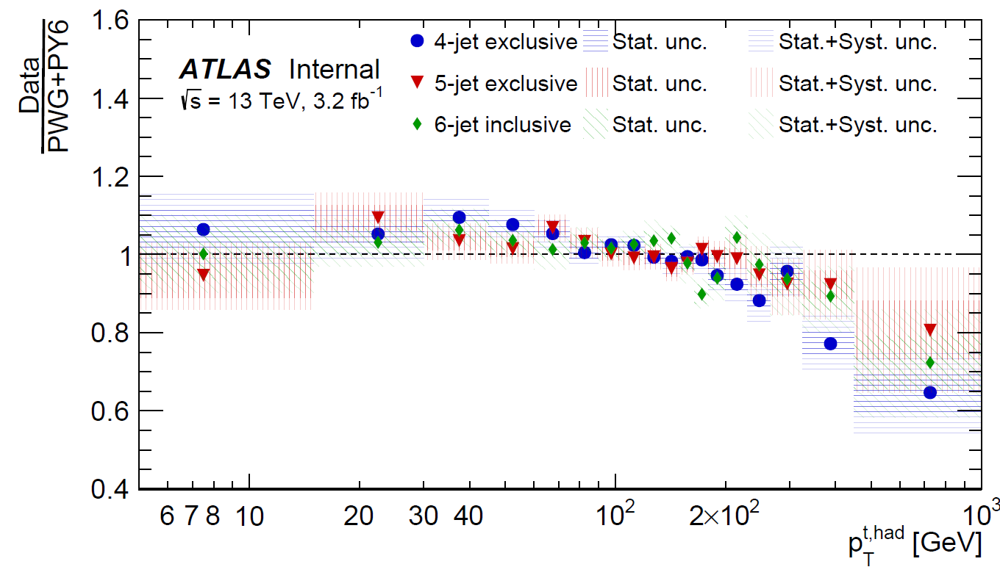 Data
PWG+PY6
1.6
1.4
1.2
1
0.8
0.6
0.4
ATLAS Internal
√s = 13 TeV, 3.2 fb⁻¹
4-jet exclusive Stat. unc. Stat.+Syst. unc.
5-jet exclusive Stat. unc. Stat.+Syst. unc.
6-jet inclusive Stat. unc. Stat.+Syst. unc.
6 7 8 10 20 30 40 10² 2×10² 10³
p_T^{t,had} [GeV]